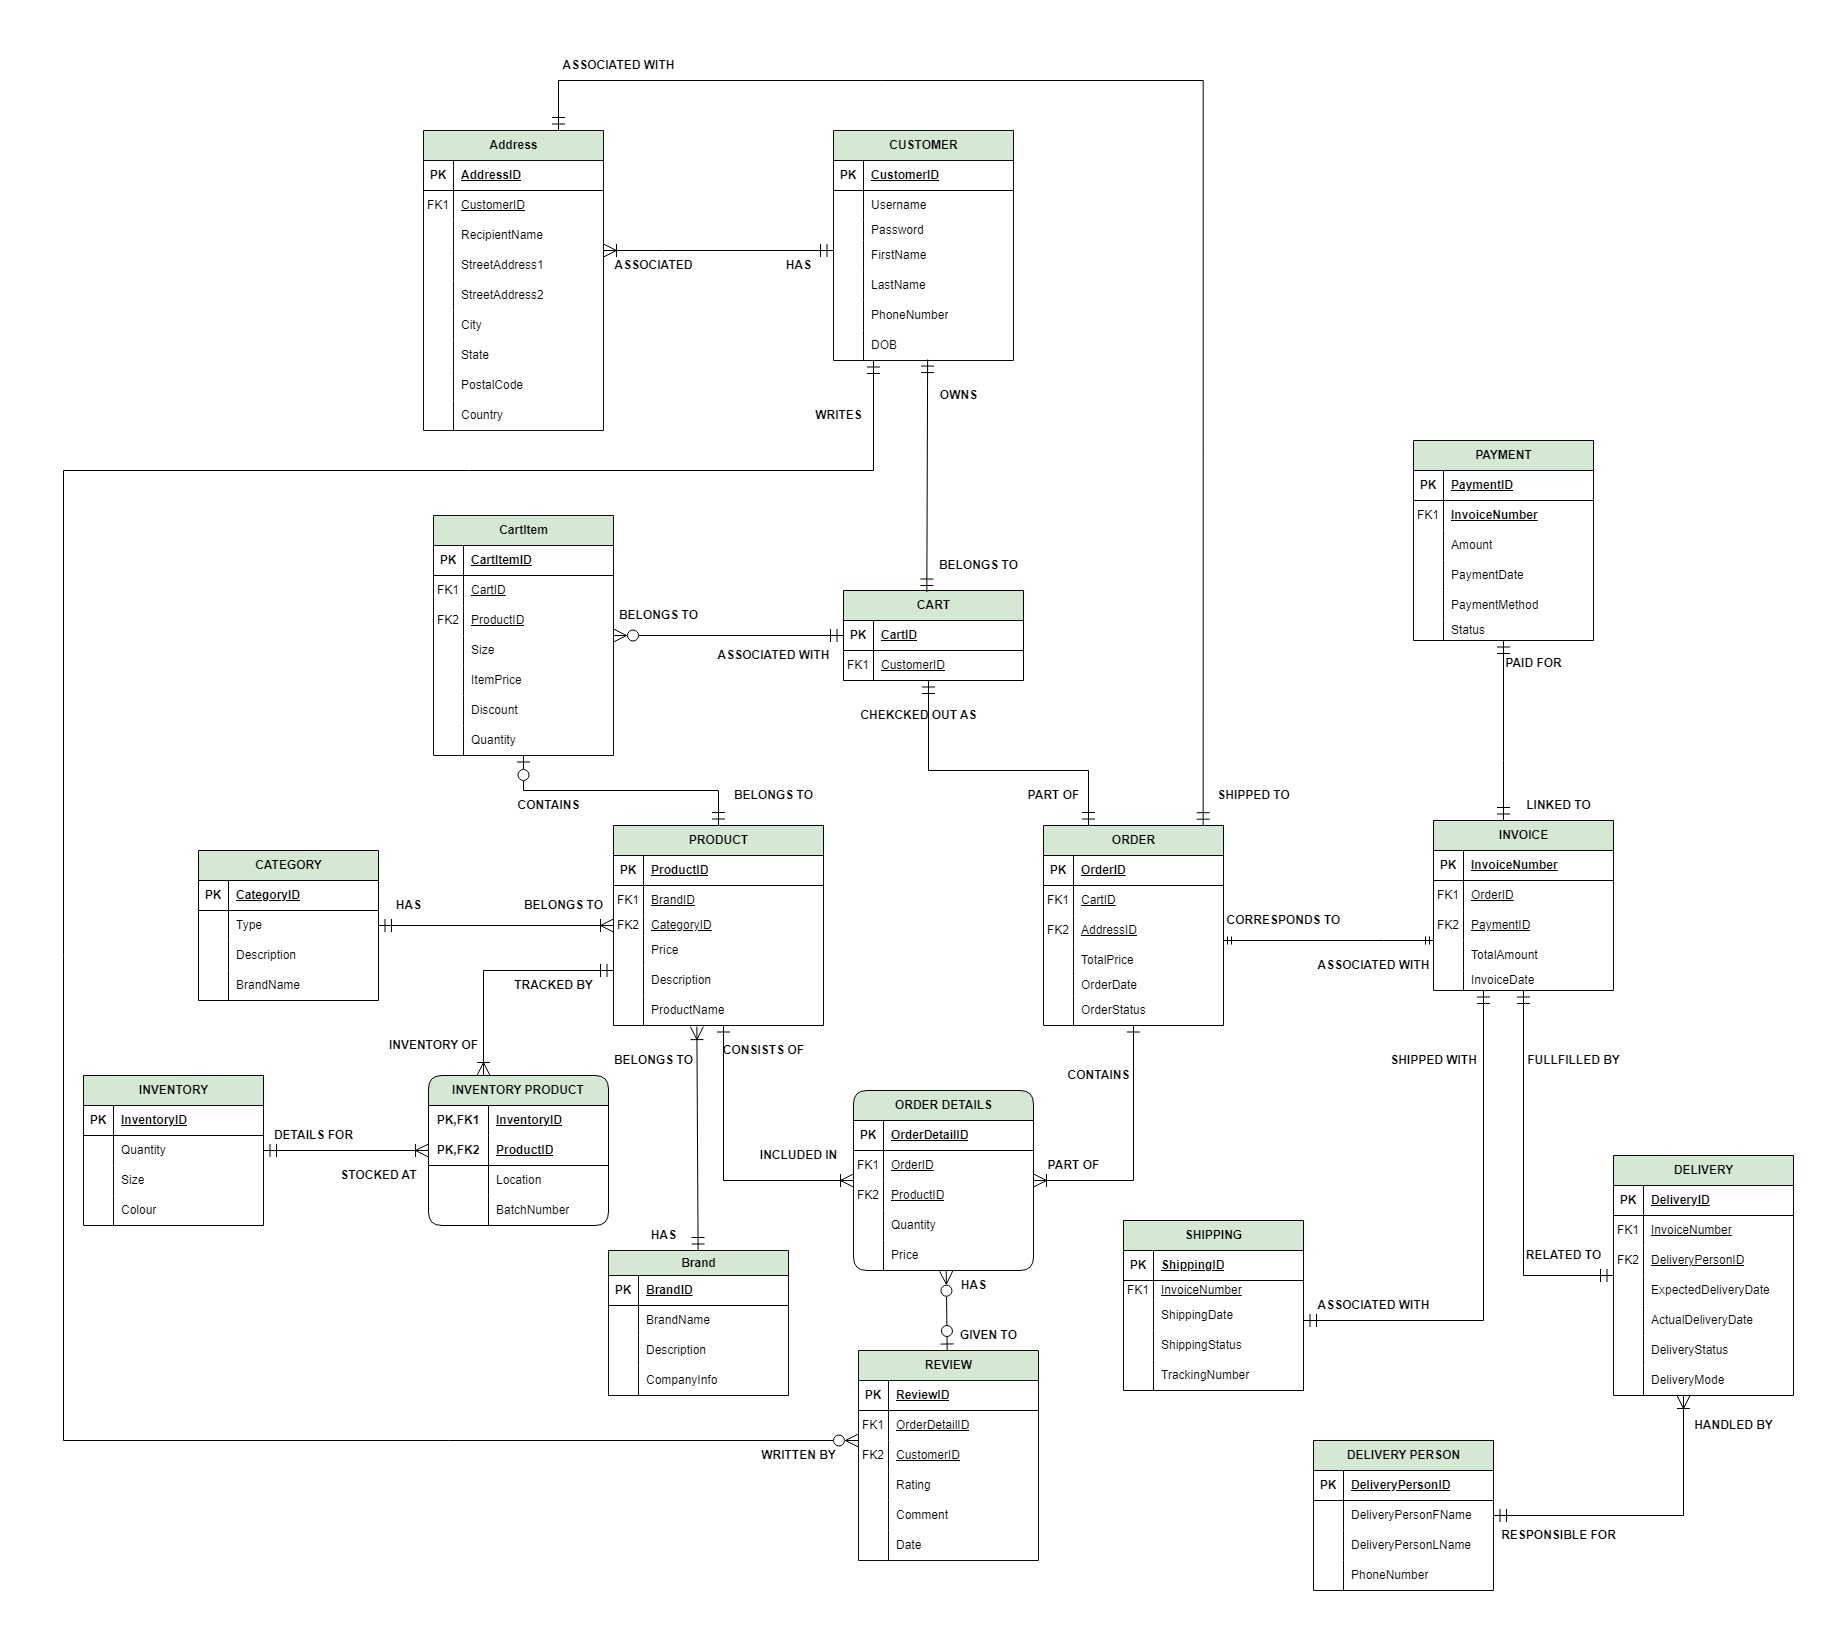 ASSOCIATED WITH
Address
PK AddressID
FK1 CustomerID
RecipientName
StreetAddress1
StreetAddress2
City
State
PostalCode
Country
CUSTOMER
PK CustomerID
Username
Password
FirstName
LastName
PhoneNumber
DOB
ASSOCIATED
HAS
WRITES
OWNS
PAYMENT
PK PaymentID
FK1 InvoiceNumber
Amount
PaymentDate
PaymentMethod
Status
PAID FOR
CartItem
PK CartItemID
FK1 CartID
FK2 ProductID
Size
ItemPrice
Discount
Quantity
BELONGS TO
BELONGS TO
ASSOCIATED WITH
CART
PK CartID
FK1 CustomerID
CHEKCKED OUT AS
CONTAINS
BELONGS TO
PART OF
SHIPPED TO
LINKED TO
CATEGORY
PK CategoryID
Type
Description
BrandName
HAS
BELONGS TO
PRODUCT
PK ProductID
FK1 BrandID
FK2 CategoryID
Price
Description
ProductName
ORDER
PK OrderID
FK1 CartID
FK2 AddressID
TotalPrice
OrderDate
OrderStatus
CORRESPONDS TO
ASSOCIATED WITH
INVOICE
PK InvoiceNumber
FK1 OrderID
FK2 PaymentID
TotalAmount
InvoiceDate
TRACKED BY
INVENTORY OF
BELONGS TO
CONSISTS OF
CONTAINS
SHIPPED WITH
FULLFILLED BY
INVENTORY
PK InventoryID
Quantity
Size
Colour
DETAILS FOR
STOCKED AT
INVENTORY PRODUCT
PK,FK1 InventoryID
PK,FK2 ProductID
Location
BatchNumber
INCLUDED IN
ORDER DETAILS
PK OrderDetailID
FK1 OrderID
FK2 ProductID
Quantity
Price
PART OF
HAS
Brand
PK BrandID
BrandName
Description
CompanyInfo
HAS
GIVEN TO
SHIPPING
PK ShippingID
FK1 InvoiceNumber
ShippingDate
ShippingStatus
TrackingNumber
ASSOCIATED WITH
RELATED TO
DELIVERY
PK DeliveryID
FK1 InvoiceNumber
FK2 DeliveryPersonID
ExpectedDeliveryDate
ActualDeliveryDate
DeliveryStatus
DeliveryMode
HANDLED BY
REVIEW
PK ReviewID
FK1 OrderDetailID
FK2 CustomerID
Rating
Comment
Date
WRITTEN BY
DELIVERY PERSON
PK DeliveryPersonID
DeliveryPersonFName
DeliveryPersonLName
PhoneNumber
RESPONSIBLE FOR